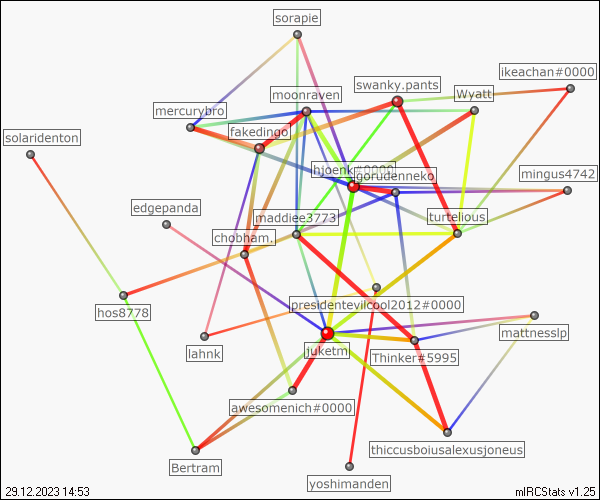 sorapie
ikeachan#0000
swanky.pants
moonraven
Wyatt
mercurybro
fakedingo
solaridenton
hjoenk#0000
gorudenneko
mingus4742
edgepanda
maddiee3773
turtelious
chobham,
presidentevilcool2012#0000
hos8778
mattnesslp
lahnk
juketm
Thinker#5995
awesomenich#0000
thiccusboiusalexusjoneus
Bertram
yoshimanden
29.12.2023 14:53
mIRCStats v1.25